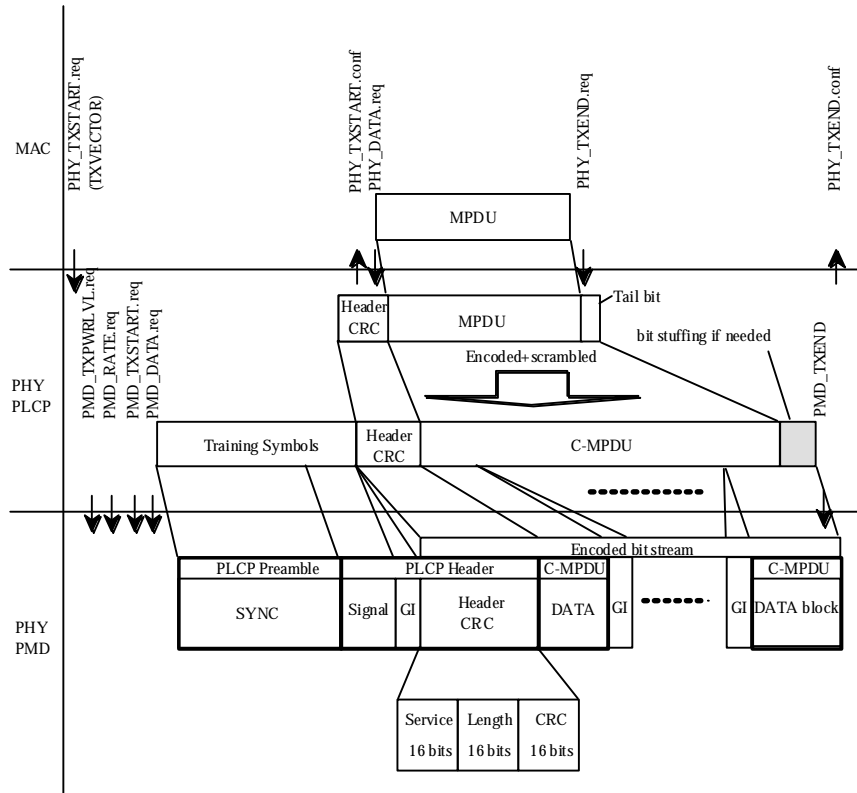 MAC
PHY_TXSTART.req
(TXVECTOR)
PHY_TXSTART.conf
PHY_DATA.req
PHY_TXEND.req
PHY_TXEND.conf
MPDU
PHY
PLCP
PMD_TXPWRLVL.req
PMD_RATE.req
PMD_TXSTART.req
PMD_DATA.req
Header
CRC
MPDU
Tail bit
bit stuffing if needed
PMD_TXEND
Encoded+scrambled
Training Symbols
Header
CRC
C-MPDU
PHY
PMD
Encoded bit stream
PLCP Preamble
PLCP Header
C-MPDU
C-MPDU
SYNC
Signal
GI
Header
CRC
DATA
GI
GI
DATA block
Service
16 bits
Length
16 bits
CRC
16 bits